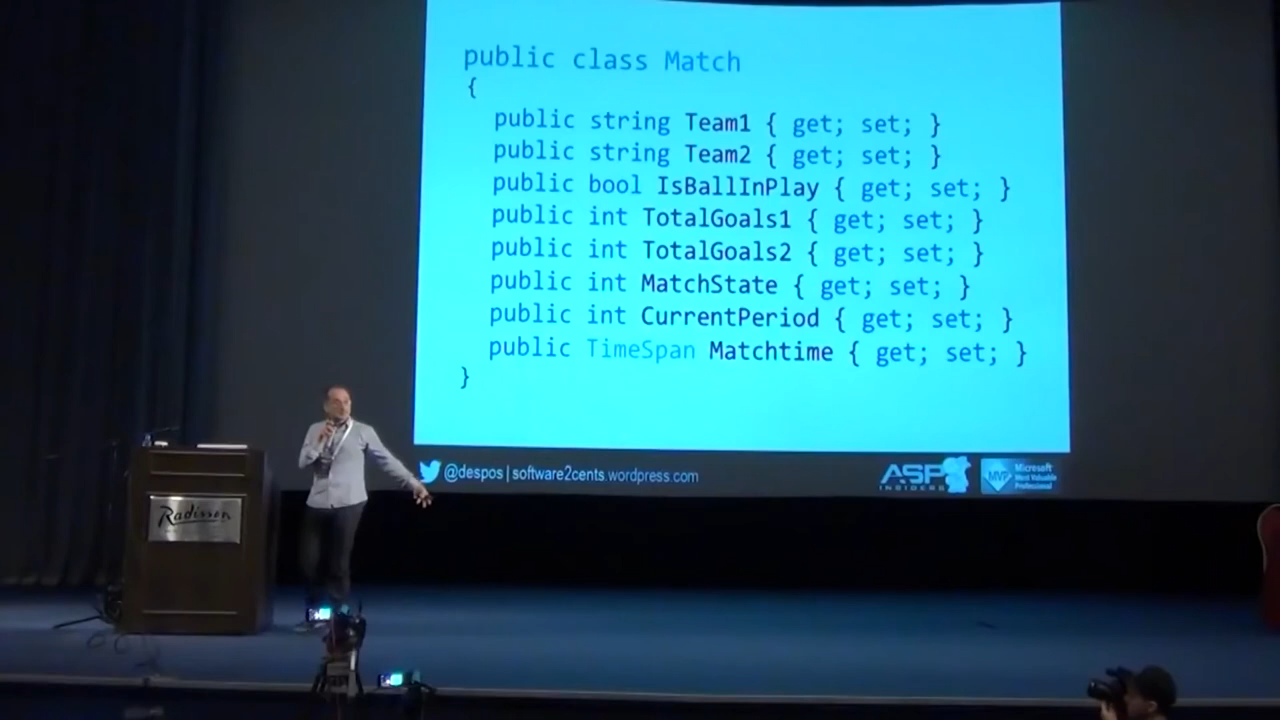 public class Match
{
public string Team1 { get; set; }
public string Team2 { get; set; }
public bool IsBallInPlay { get; set; }
public int TotalGoals1 { get; set; }
public int TotalGoals2 { get; set; }
public int MatchState { get; set; }
public int CurrentPeriod { get; set; }
public TimeSpan Matchtime { get; set; }
}
@despos | software2cents.wordpress.com
ASP
INSIDERS
MVP
Microsoft
Most Valuable
Professional
Radisson